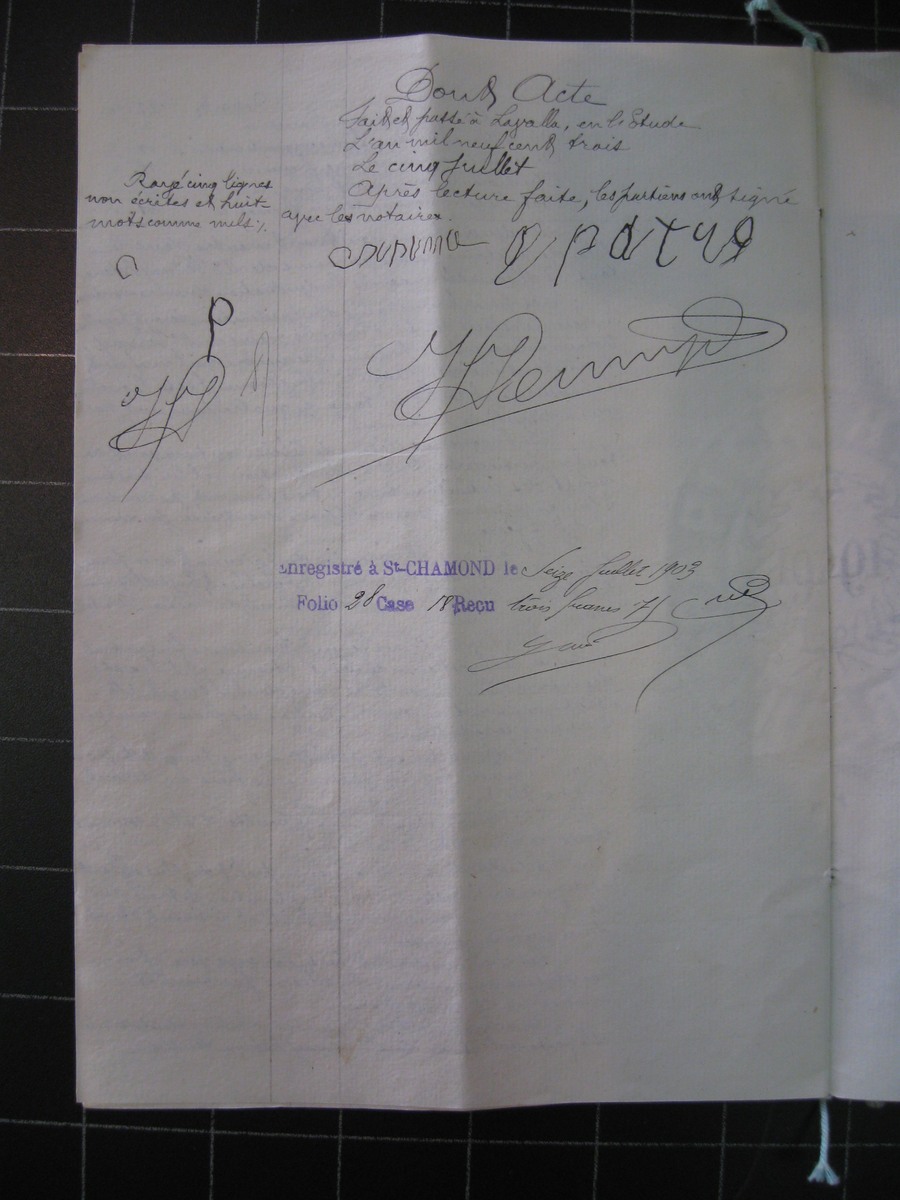 Dont Acte
Fait et passé à Lavalla, en l'Etude
L'an mil neuf cent trois
Le cinq Juillet
Après lecture faite, les parties ont signé
avec les notaires.
Rayé cinq lignes
non écrites et huit
mots comme nuls
enregistré à St-CHAMOND le Seize Juillet 1903
Folio 28 Case 18 Reçu trois francs 75